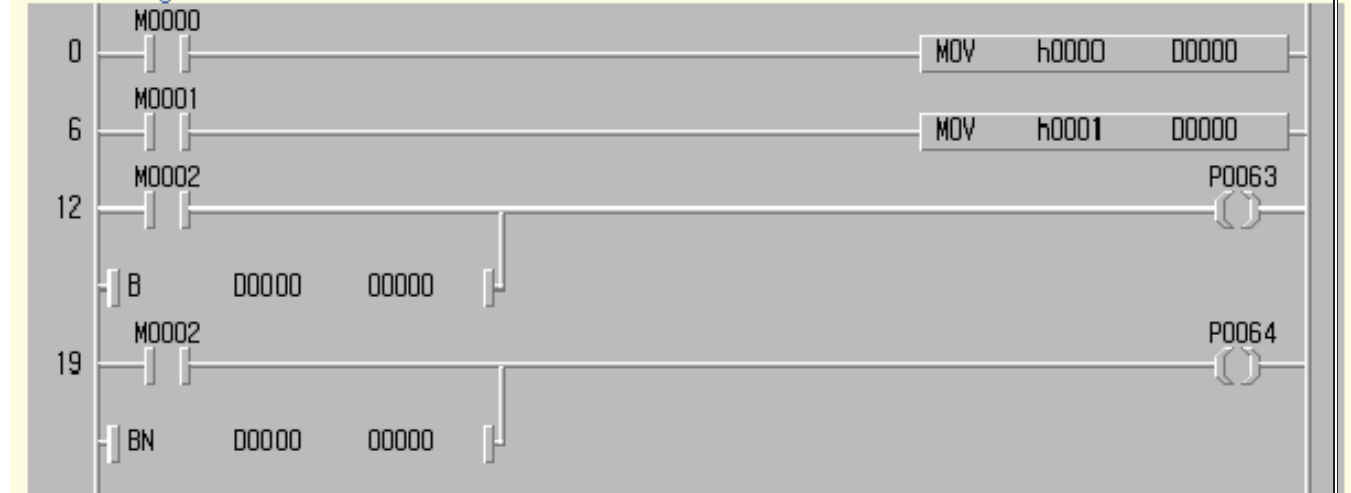 M0000
0 MOV h0000 D0000
M0001
6 MOV h0001 D0000
M0002 P0063
12 ( )
B D0000 00000
M0002 P0064
19 ( )
BN D0000 00000